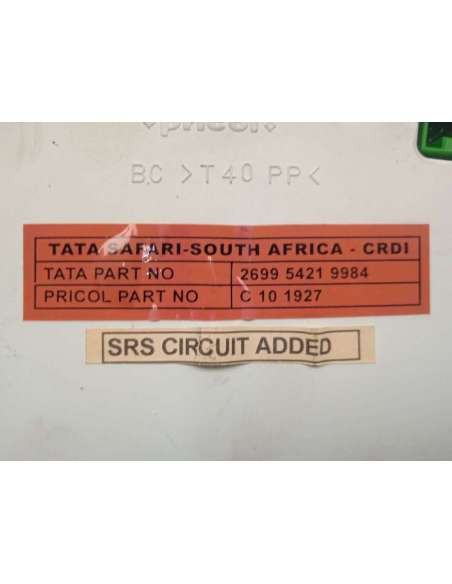 pricol
B.C >T40 PP<
TATA SAFARI-SOUTH AFRICA - CRDI
TATA PART NO 2699 5421 9984
PRICOL PART NO C 10 1927
SRS CIRCUIT ADDED